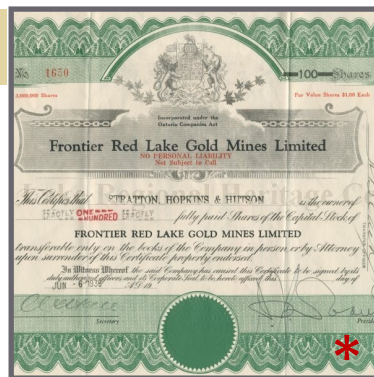 No. 1650 100 Shares
3,000,000 Shares Par Value Shares $1.00 Each
Incorporated under the
Ontario Companies Act
Frontier Red Lake Gold Mines Limited
NO PERSONAL LIABILITY
Not Subject to Call
This Certifies that STRATTON, HOPKINS & HUTSON is the owner of
EXACTLY ONE HUNDRED EXACTLY fully paid Shares of the Capital Stock of
FRONTIER RED LAKE GOLD MINES LIMITED
transferable only on the books of the Company in person or by Attorney
upon surrender of this Certificate properly endorsed.
In Witness Whereof the said Company has caused this Certificate to be signed by its
duly authorized officers and its Corporate Seal to be hereto affixed this day of
JUN - 6 1938 A.D. 19
Secretary Presid